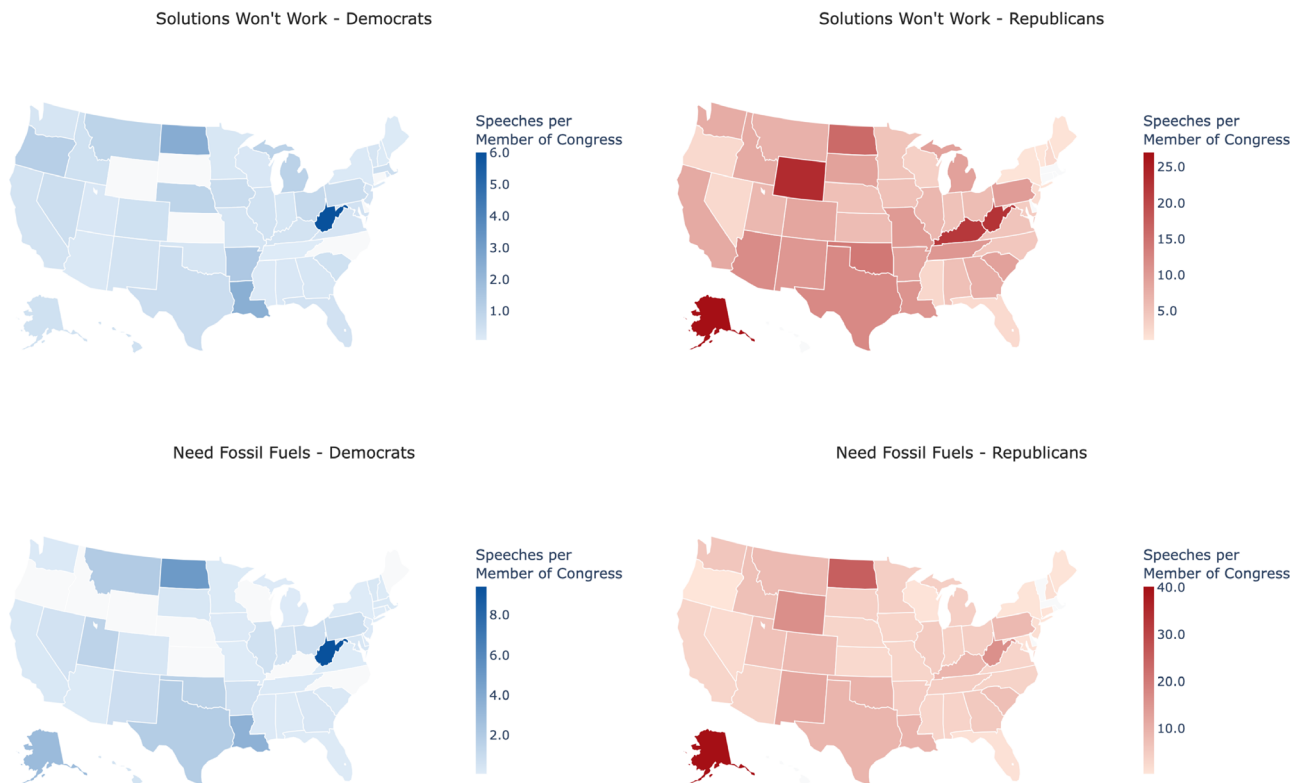 Solutions Won't Work - Democrats
Speeches per
Member of Congress
6.0
5.0
4.0
3.0
2.0
1.0
Solutions Won't Work - Republicans
Speeches per
Member of Congress
25.0
20.0
15.0
10.0
5.0
Need Fossil Fuels - Democrats
Speeches per
Member of Congress
8.0
6.0
4.0
2.0
Need Fossil Fuels - Republicans
Speeches per
Member of Congress
40.0
30.0
20.0
10.0